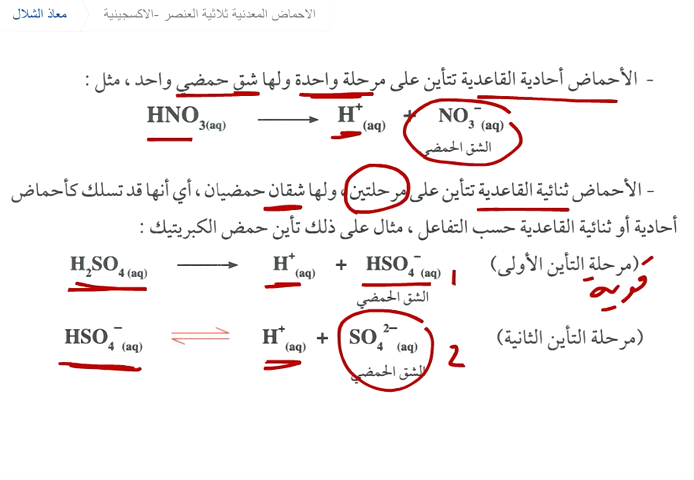 الاحماض المعدنية ثلاثية العنصر -الاكسجينية
معاذ الشلال
- الأحماض أحادية القاعدية تتأين على مرحلة واحدة ولها شق حمضي واحد ، مثل :
HNO₃(aq) ⟶ H⁺(aq) + NO₃⁻(aq)
الشق الحمضي
- الأحماض ثنائية القاعدية تتأين على مرحلتين ، ولها شقان حمضيان ، أي أنها قد تسلك كأحماض
أحادية أو ثنائية القاعدية حسب التفاعل ، مثال على ذلك تأين حمض الكبريتيك :
(مرحلة التأين الأولى) H₂SO₄(aq) ⟶ H⁺(aq) + HSO₄⁻(aq) 1
قوية
الشق الحمضي
(مرحلة التأين الثانية) HSO₄⁻(aq) ⇌ H⁺(aq) + SO₄²⁻(aq) 2
الشق الحمضي